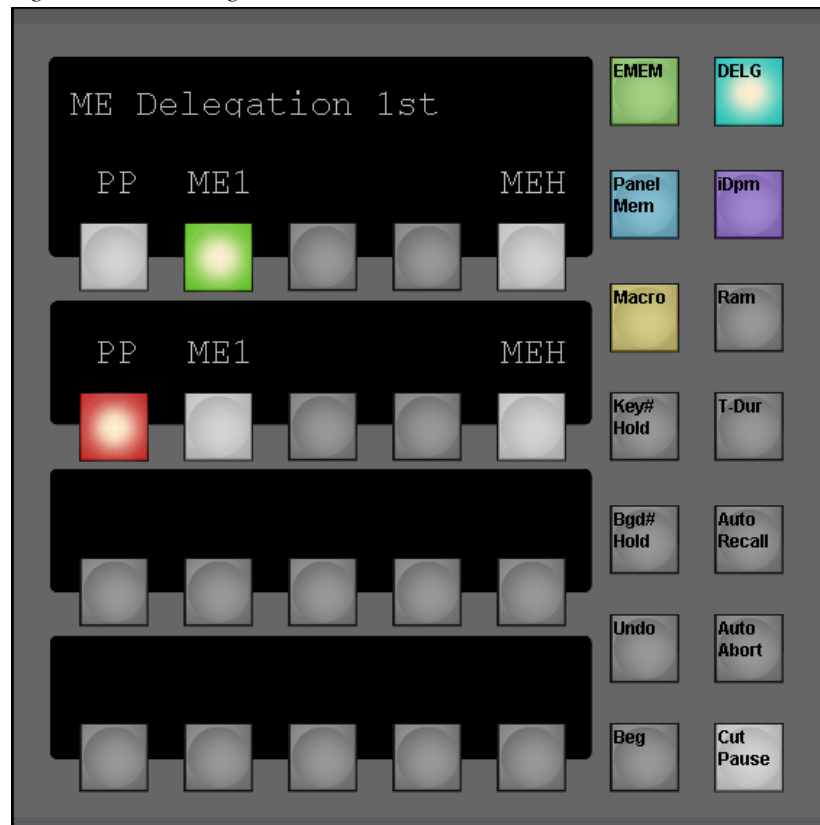 ME Delegation 1st
PP ME1 MEH
PP ME1 MEH
EMEM DELG
Panel
Mem
iDpm
Macro Ram
Key#
Hold
T-Dur
Bgd#
Hold
Auto
Recall
Undo
Auto
Abort
Beg
Cut
Pause